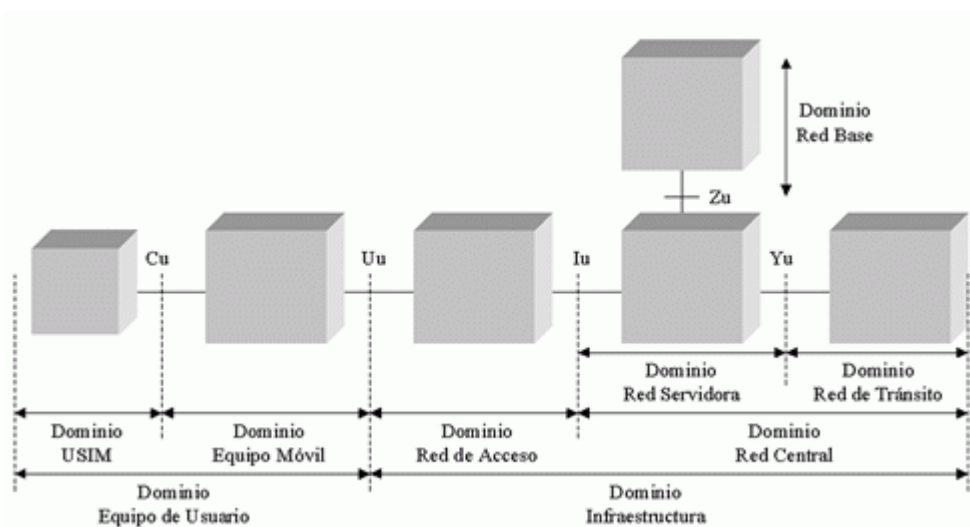 Dominio
Red Base
Zu
Cu
Uu
Iu
Yu
Dominio
Red Servidora
Dominio
Red de Tránsito
Dominio
USIM
Dominio
Equipo Móvil
Dominio
Red de Acceso
Dominio
Red Central
Dominio
Equipo de Usuario
Dominio
Infraestructura